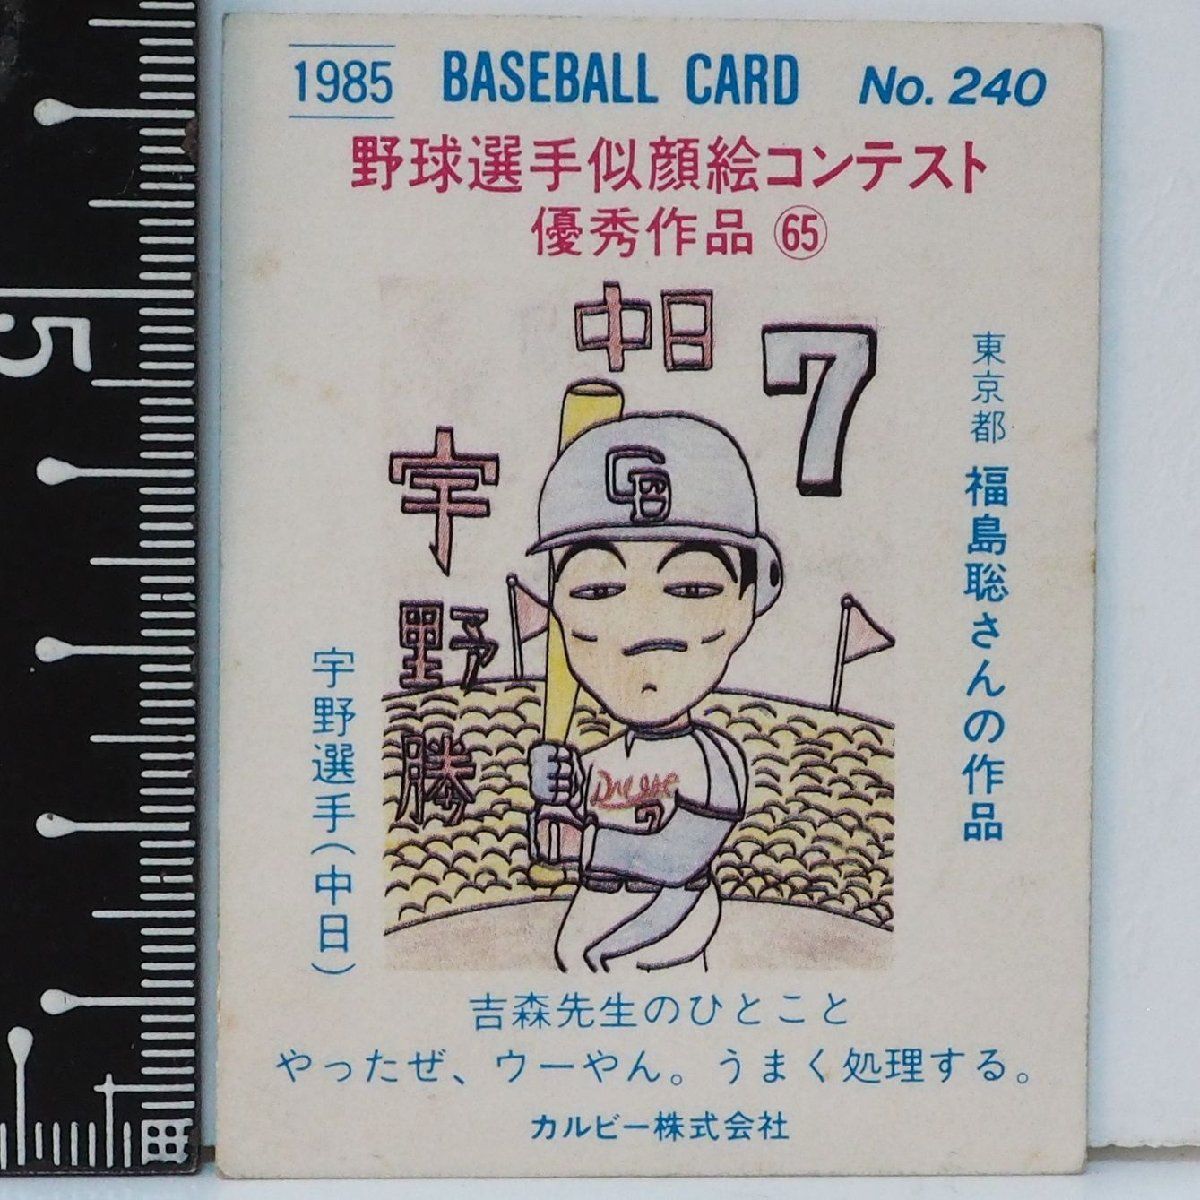 1985 BASEBALL CARD No. 240
野球選手似顔絵コンテスト
優秀作品 65
中日
7
宇野勝
CD
7
東京都 福島聡さんの作品
宇野選手(中日)
吉森先生のひとこと
やったぜ、ウーやん。うまく処理する。
カルビー株式会社
5